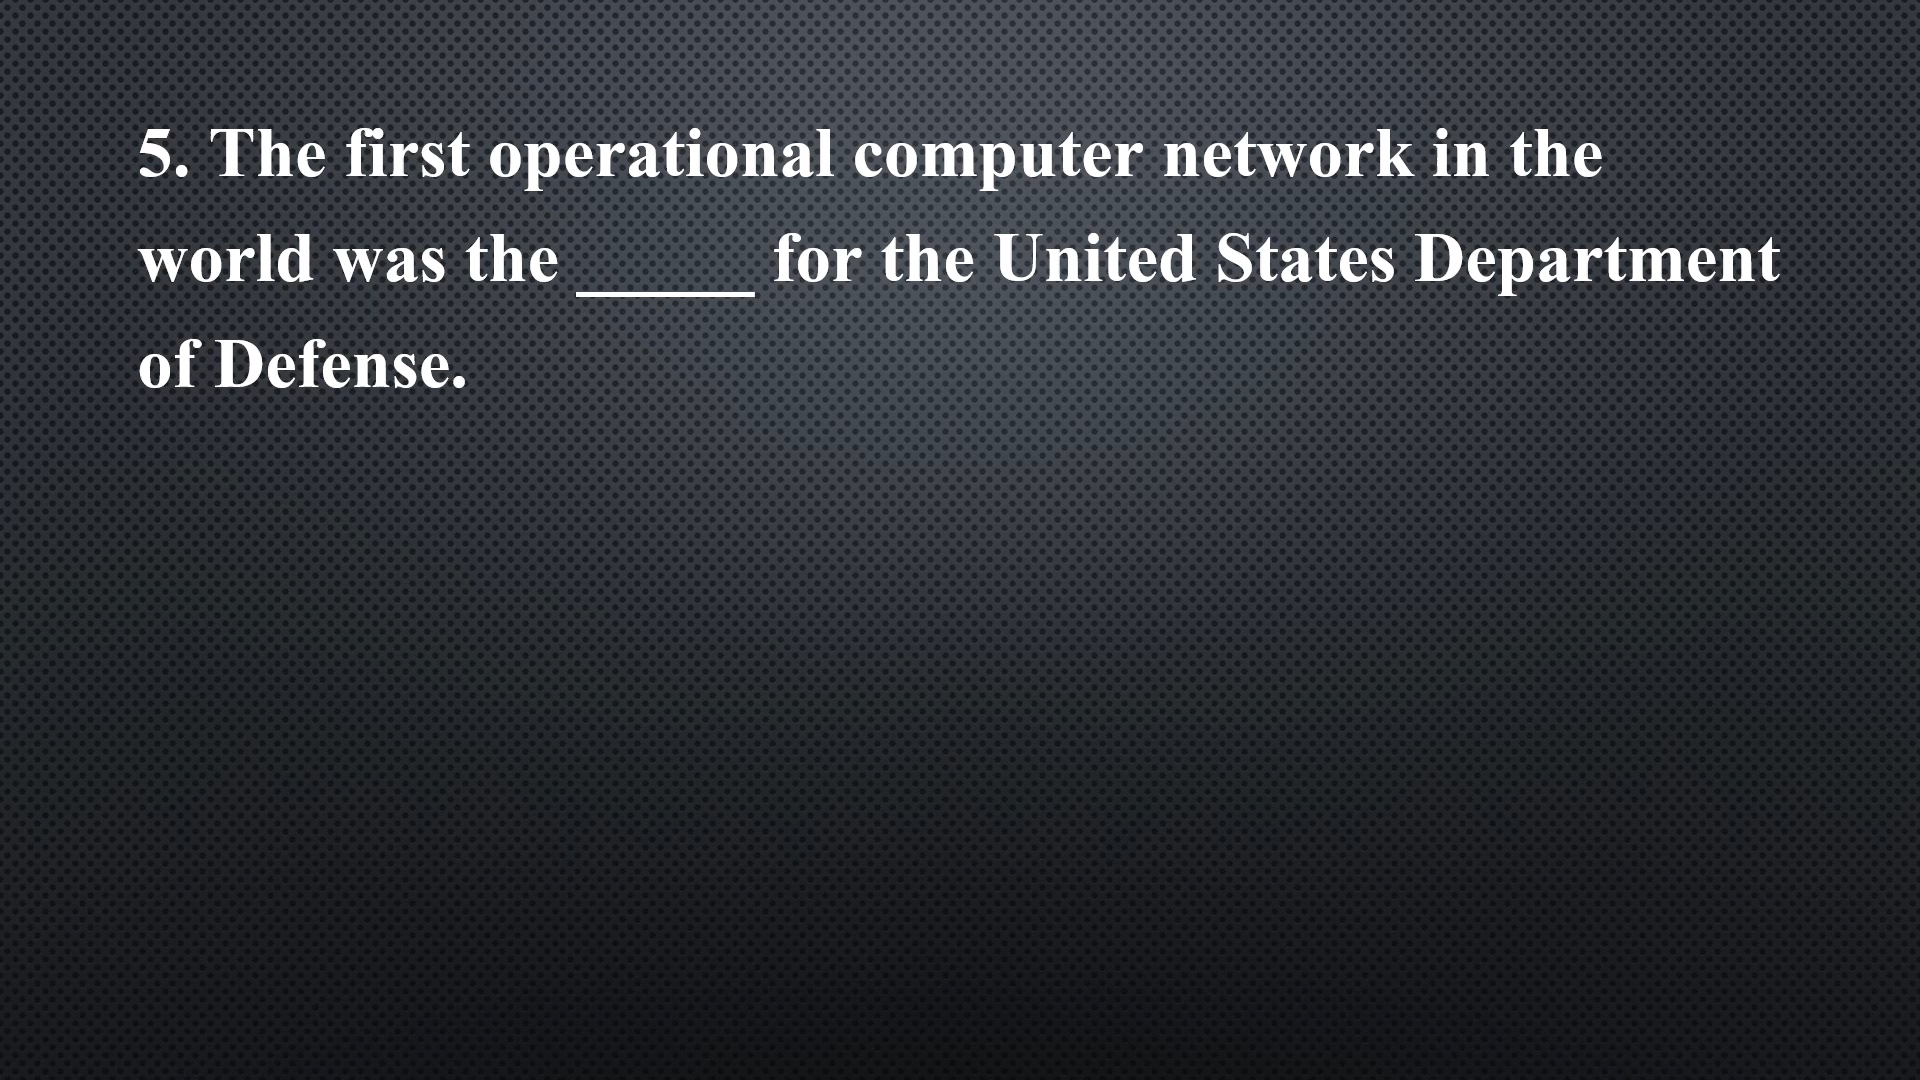 5. The first operational computer network in the
world was the _____ for the United States Department
of Defense.